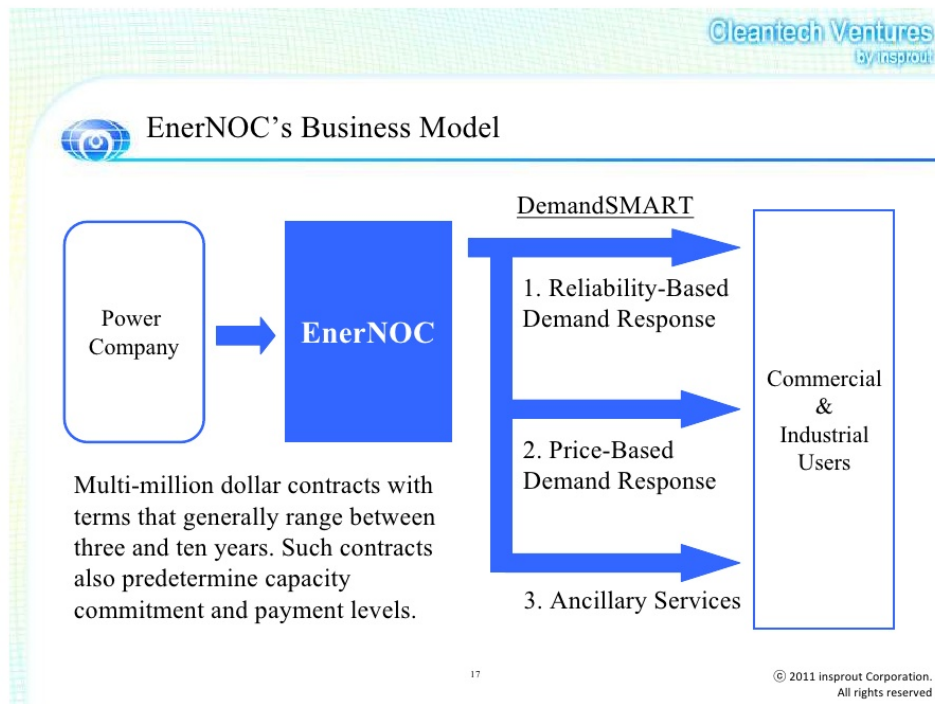 Cleantech Ventures
by insprout
EnerNOC’s Business Model
DemandSMART
Power
Company
EnerNOC
1. Reliability-Based
Demand Response
2. Price-Based
Demand Response
3. Ancillary Services
Commercial
&
Industrial
Users
Multi-million dollar contracts with
terms that generally range between
three and ten years. Such contracts
also predetermine capacity
commitment and payment levels.
17
ⓒ 2011 insprout Corporation.
All rights reserved